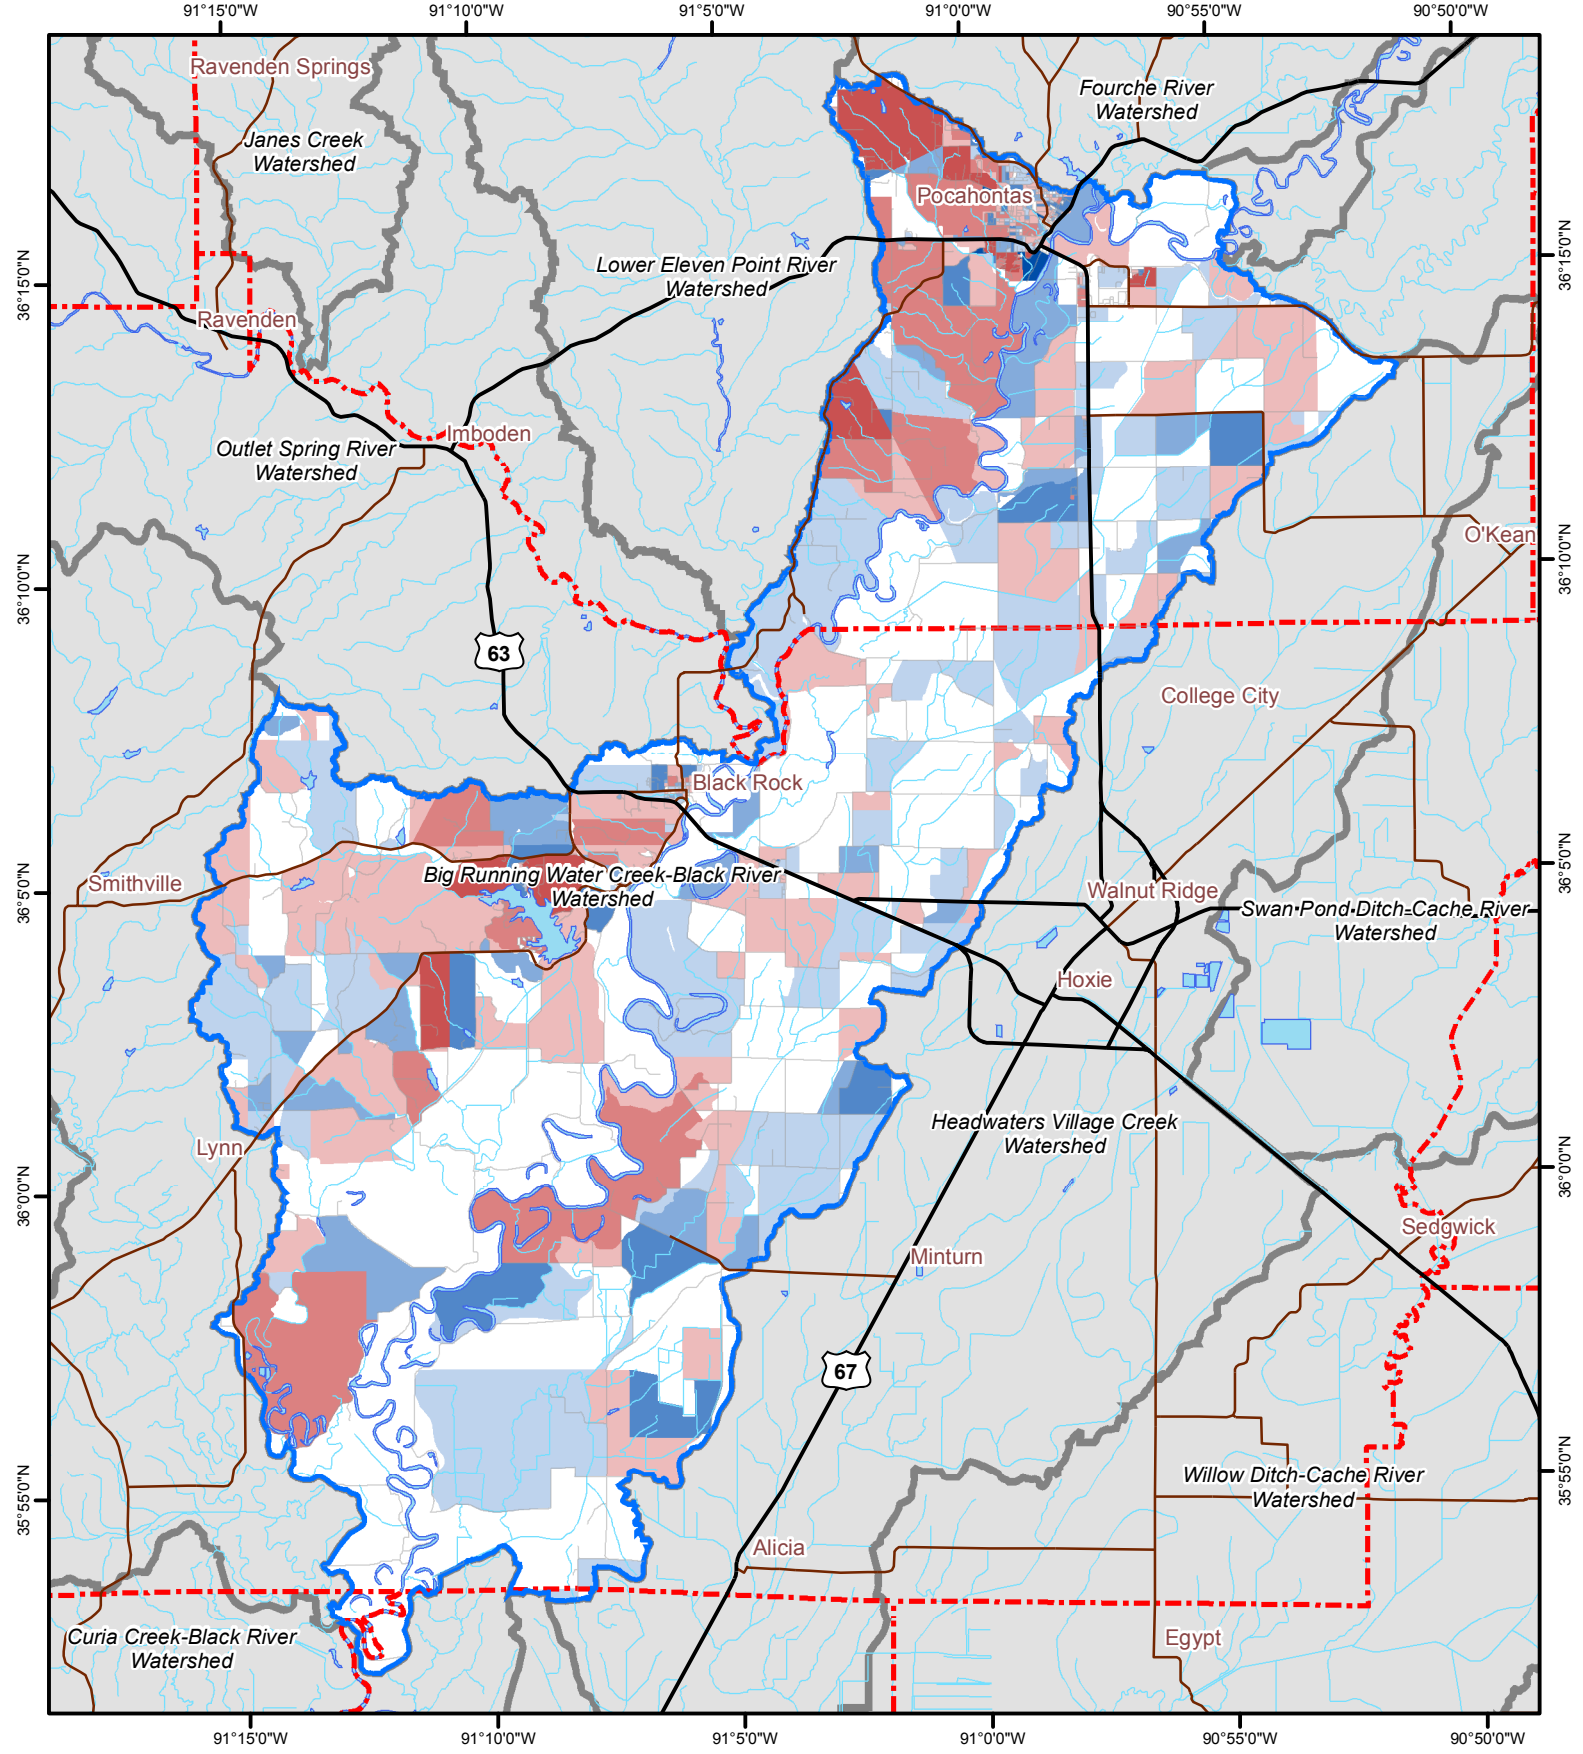 91°15'0"W
91°10'0"W
91°5'0"W
91°0'0"W
90°55'0"W
90°50'0"W
Ravenden Springs
Fourche River
Watershed
Janes Creek
Watershed
Pocahontas
36°15'0"N
36°15'0"N
Lower Eleven Point River
Watershed
Ravenden
Imboden
Outlet Spring River
Watershed
O'Kean
36°10'0"N
36°10'0"N
63
College City
Black Rock
36°5'0"N
36°5'0"N
Smithville
Big Running Water Creek-Black River
Watershed
Walnut Ridge
Swan Pond Ditch-Cache River
Watershed
Hoxie
Headwaters Village Creek
Watershed
Lynn
36°0'0"N
36°0'0"N
Sedgwick
Minturn
67
35°55'0"N
35°55'0"N
Willow Ditch-Cache River
Watershed
Alicia
Curia Creek-Black River
Watershed
Egypt
91°15'0"W
91°10'0"W
91°5'0"W
91°0'0"W
90°55'0"W
90°50'0"W